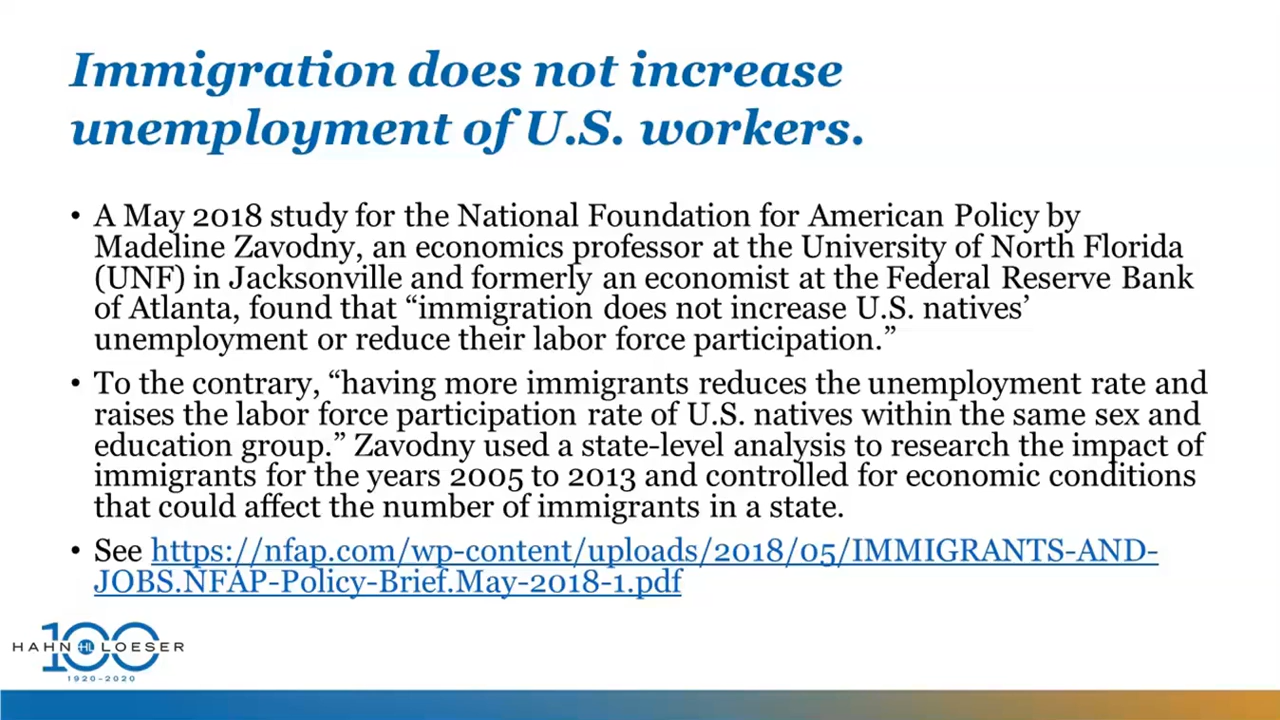 Immigration does not increase
unemployment of U.S. workers.
• A May 2018 study for the National Foundation for American Policy by
Madeline Zavodny, an economics professor at the University of North Florida
(UNF) in Jacksonville and formerly an economist at the Federal Reserve Bank
of Atlanta, found that “immigration does not increase U.S. natives’
unemployment or reduce their labor force participation.”
• To the contrary, “having more immigrants reduces the unemployment rate and
raises the labor force participation rate of U.S. natives within the same sex and
education group.” Zavodny used a state-level analysis to research the impact of
immigrants for the years 2005 to 2013 and controlled for economic conditions
that could affect the number of immigrants in a state.
• See https://nfap.com/wp-content/uploads/2018/05/IMMIGRANTS-AND-
JOBS.NFAP-Policy-Brief.May-2018-1.pdf
100
HAHN HL LOESER
1920-2020